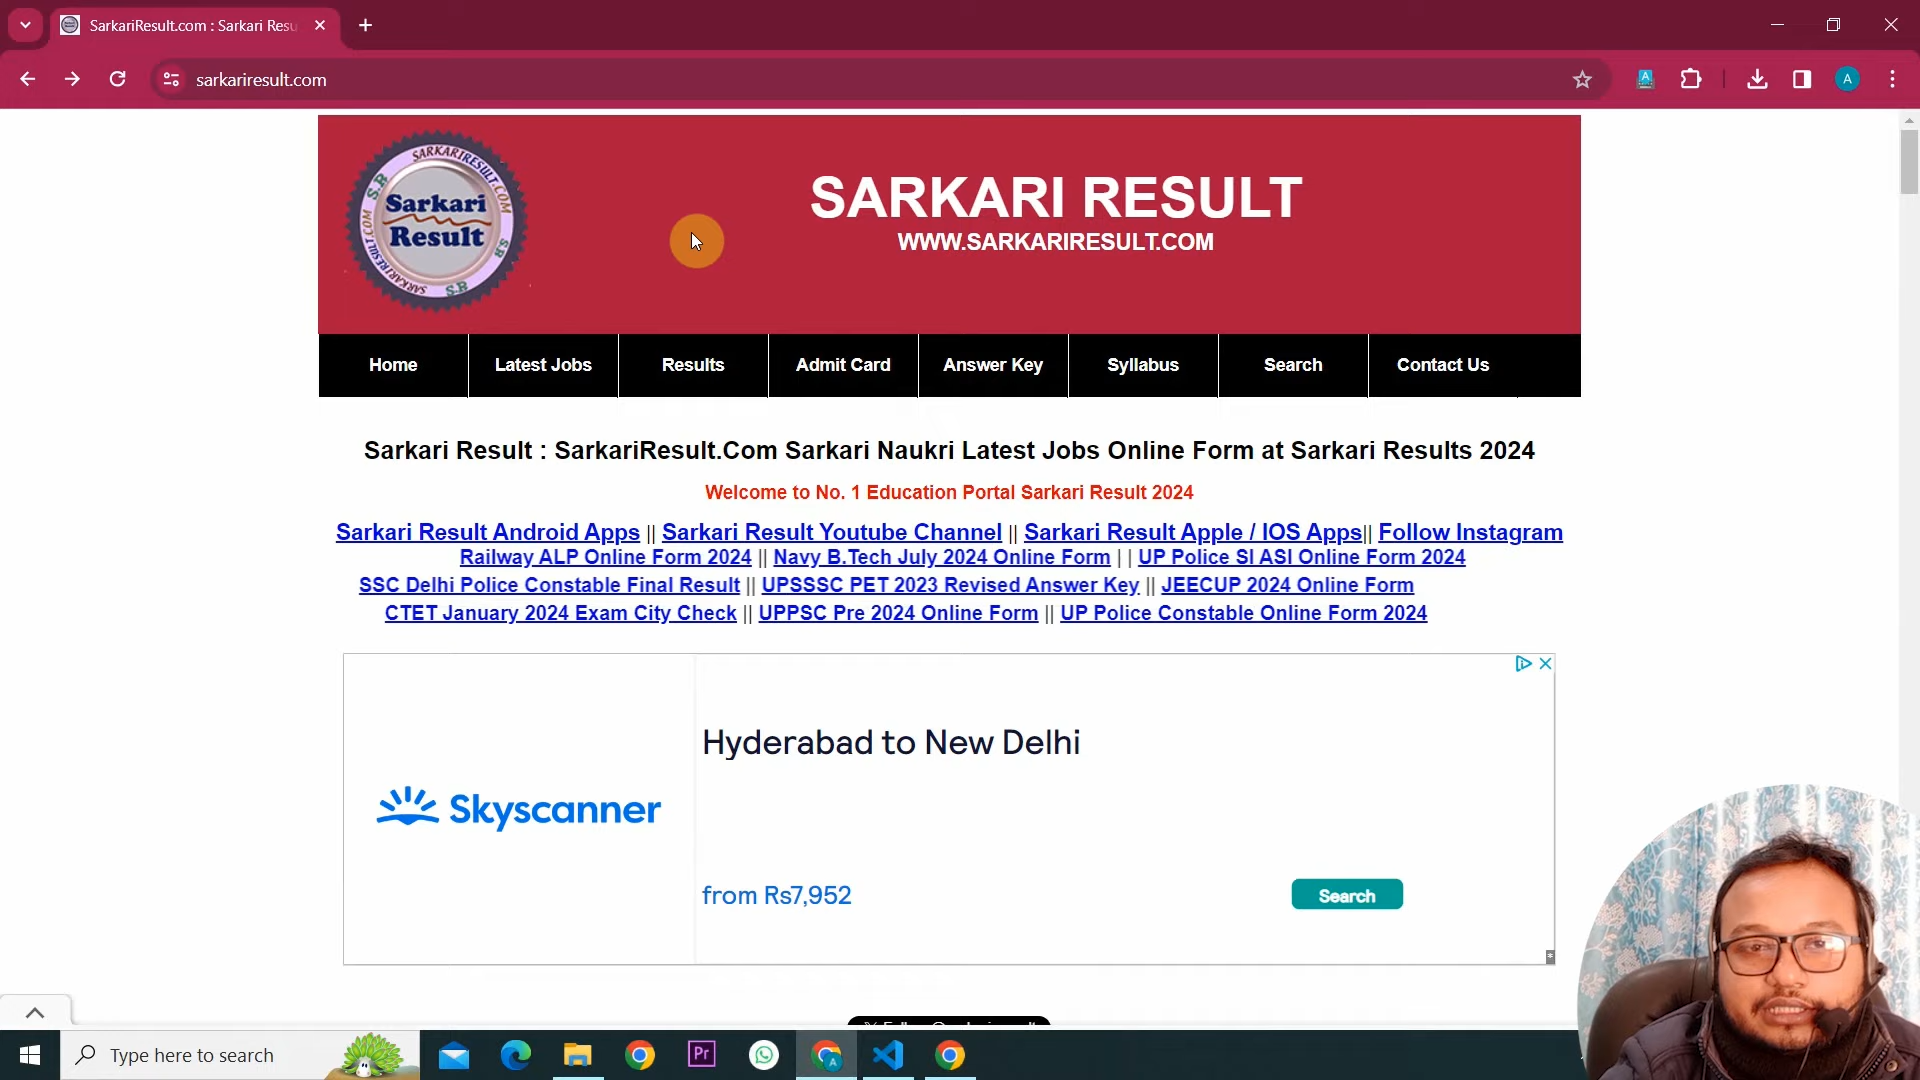 SarkariResult.com : Sarkari Resu
sarkariresult.com
A
A
SARKARIRESULT.COM
S.R
Sarkari
Result
SARKARIRESULT.COM
S.R
SARKARI RESULT
WWW.SARKARIRESULT.COM
Home Latest Jobs Results Admit Card Answer Key Syllabus Search Contact Us
Sarkari Result : SarkariResult.Com Sarkari Naukri Latest Jobs Online Form at Sarkari Results 2024
Welcome to No. 1 Education Portal Sarkari Result 2024
Sarkari Result Android Apps || Sarkari Result Youtube Channel || Sarkari Result Apple / IOS Apps|| Follow Instagram
Railway ALP Online Form 2024 || Navy B.Tech July 2024 Online Form | | UP Police SI ASI Online Form 2024
SSC Delhi Police Constable Final Result || UPSSSC PET 2023 Revised Answer Key || JEECUP 2024 Online Form
CTET January 2024 Exam City Check || UPPSC Pre 2024 Online Form || UP Police Constable Online Form 2024
Hyderabad to New Delhi
Skyscanner
from Rs7,952
Search
Type here to search
Pr
A